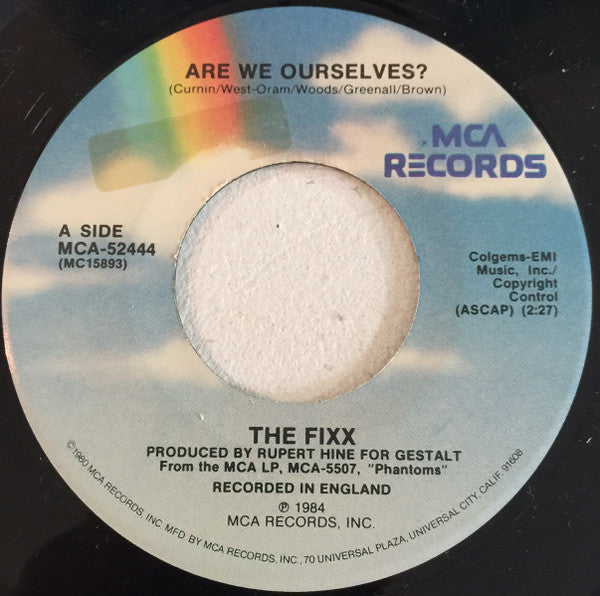 ARE WE OURSELVES?
(Curnin/West-Oram/Woods/Greenall/Brown)
MCA
RECORDS
A SIDE
MCA-52444
(MC15893)
Colgems-EMI
Music, Inc./
Copyright
Control
(ASCAP) (2:27)
THE FIXX
PRODUCED BY RUPERT HINE FOR GESTALT
From the MCA LP, MCA-5507, "Phantoms"
RECORDED IN ENGLAND
℗ 1984
MCA RECORDS, INC.
©1980 MCA RECORDS, INC MFD BY MCA RECORDS, INC., 70 UNIVERSAL PLAZA, UNIVERSAL CITY, CALIF. 91608